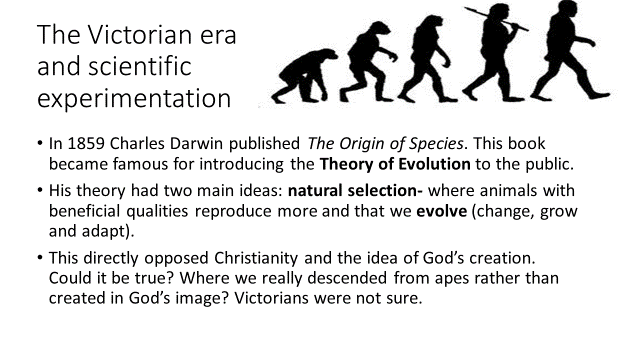 The Victorian era
and scientific
experimentation
• In 1859 Charles Darwin published The Origin of Species. This book
became famous for introducing the Theory of Evolution to the public.
• His theory had two main ideas: natural selection- where animals with
beneficial qualities reproduce more and that we evolve (change, grow
and adapt).
• This directly opposed Christianity and the idea of God’s creation.
Could it be true? Where we really descended from apes rather than
created in God’s image? Victorians were not sure.